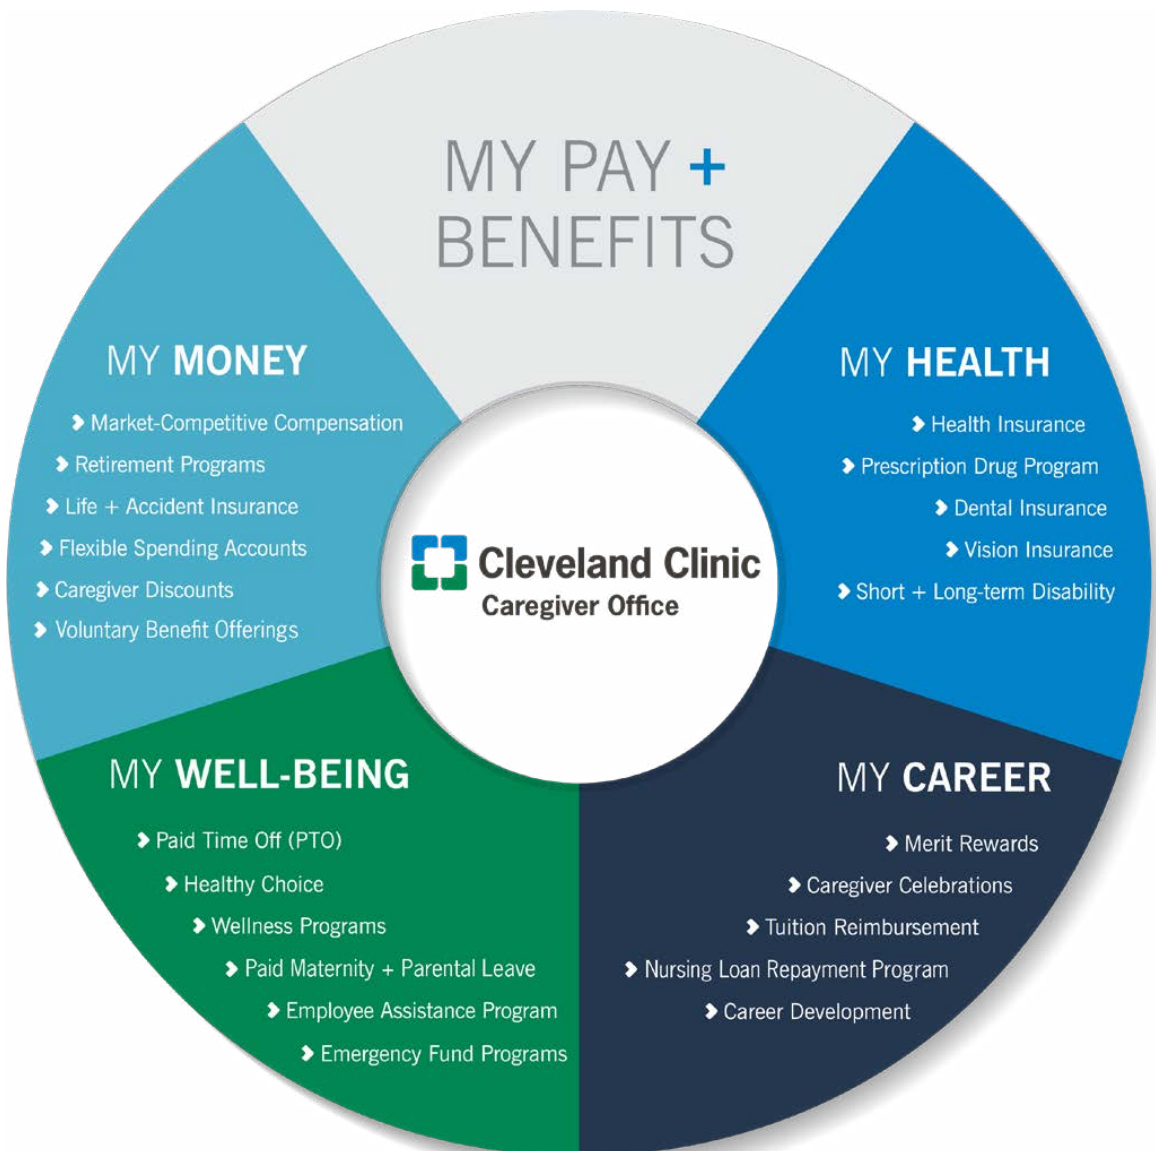 MY PAY +
BENEFITS
MY MONEY
Market-Competitive Compensation
Retirement Programs
Life + Accident Insurance
Flexible Spending Accounts
Caregiver Discounts
Voluntary Benefit Offerings
MY HEALTH
Health Insurance
Prescription Drug Program
Dental Insurance
Vision Insurance
Short + Long-term Disability
Cleveland Clinic
Caregiver Office
MY WELL-BEING
Paid Time Off (PTO)
Healthy Choice
Wellness Programs
Paid Maternity + Parental Leave
Employee Assistance Program
Emergency Fund Programs
MY CAREER
Merit Rewards
Caregiver Celebrations
Tuition Reimbursement
Nursing Loan Repayment Program
Career Development